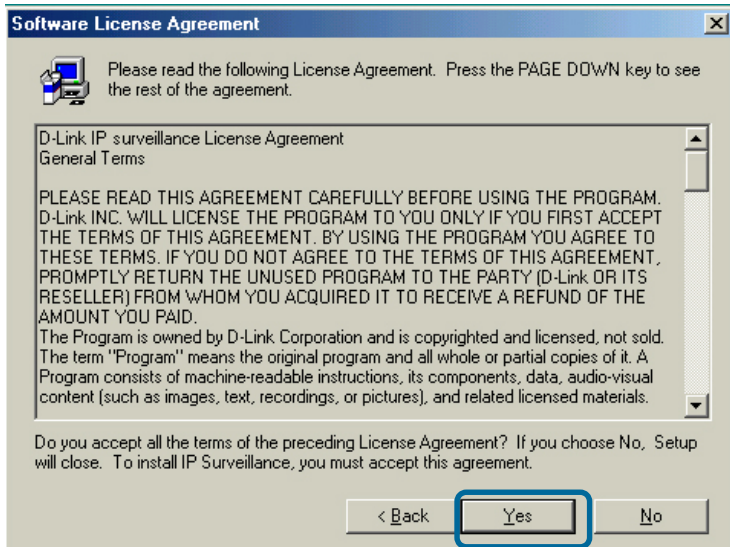 Software License Agreement
Please read the following License Agreement. Press the PAGE DOWN key to see
the rest of the agreement.
D-Link IP surveillance License Agreement
General Terms
PLEASE READ THIS AGREEMENT CAREFULLY BEFORE USING THE PROGRAM.
D-Link INC. WILL LICENSE THE PROGRAM TO YOU ONLY IF YOU FIRST ACCEPT
THE TERMS OF THIS AGREEMENT. BY USING THE PROGRAM YOU AGREE TO
THESE TERMS. IF YOU DO NOT AGREE TO THE TERMS OF THIS AGREEMENT,
PROMPTLY RETURN THE UNUSED PROGRAM TO THE PARTY (D-Link OR ITS
RESELLER) FROM WHOM YOU ACQUIRED IT TO RECEIVE A REFUND OF THE
AMOUNT YOU PAID.
The Program is owned by D-Link Corporation and is copyrighted and licensed, not sold.
The term "Program" means the original program and all whole or partial copies of it. A
Program consists of machine-readable instructions, its components, data, audio-visual
content (such as images, text, recordings, or pictures), and related licensed materials.
Do you accept all the terms of the preceding License Agreement? If you choose No, Setup
will close. To install IP Surveillance, you must accept this agreement.
< Back Yes No